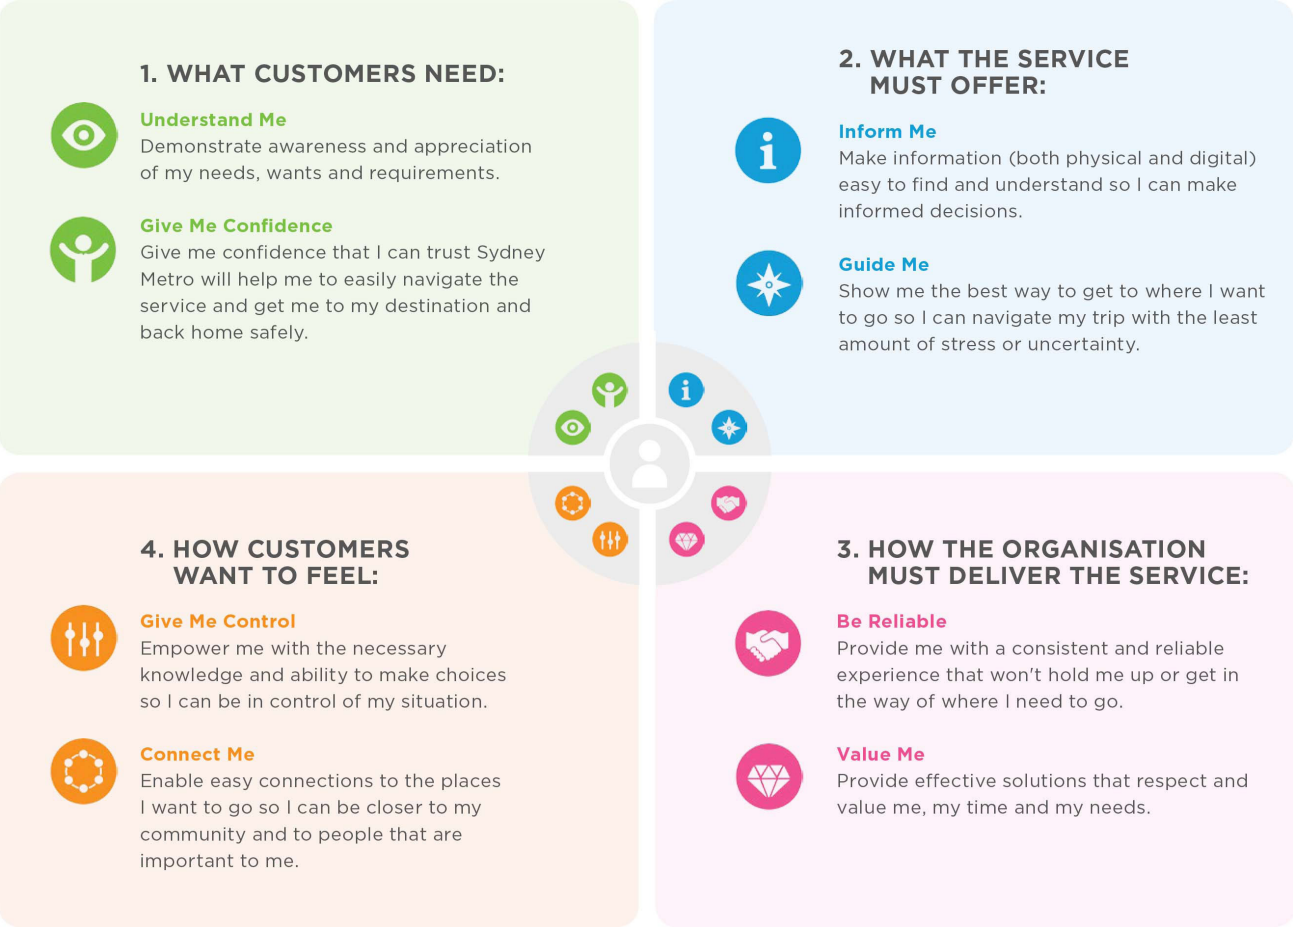 1. WHAT CUSTOMERS NEED:
Understand Me
Demonstrate awareness and appreciation
of my needs, wants and requirements.
Give Me Confidence
Give me confidence that I can trust Sydney
Metro will help me to easily navigate the
service and get me to my destination and
back home safely.
2. WHAT THE SERVICE
MUST OFFER:
Inform Me
Make information (both physical and digital)
easy to find and understand so I can make
informed decisions.
Guide Me
Show me the best way to get to where I want
to go so I can navigate my trip with the least
amount of stress or uncertainty.
4. HOW CUSTOMERS
WANT TO FEEL:
Give Me Control
Empower me with the necessary
knowledge and ability to make choices
so I can be in control of my situation.
Connect Me
Enable easy connections to the places
I want to go so I can be closer to my
community and to people that are
important to me.
3. HOW THE ORGANISATION
MUST DELIVER THE SERVICE:
Be Reliable
Provide me with a consistent and reliable
experience that won't hold me up or get in
the way of where I need to go.
Value Me
Provide effective solutions that respect and
value me, my time and my needs.